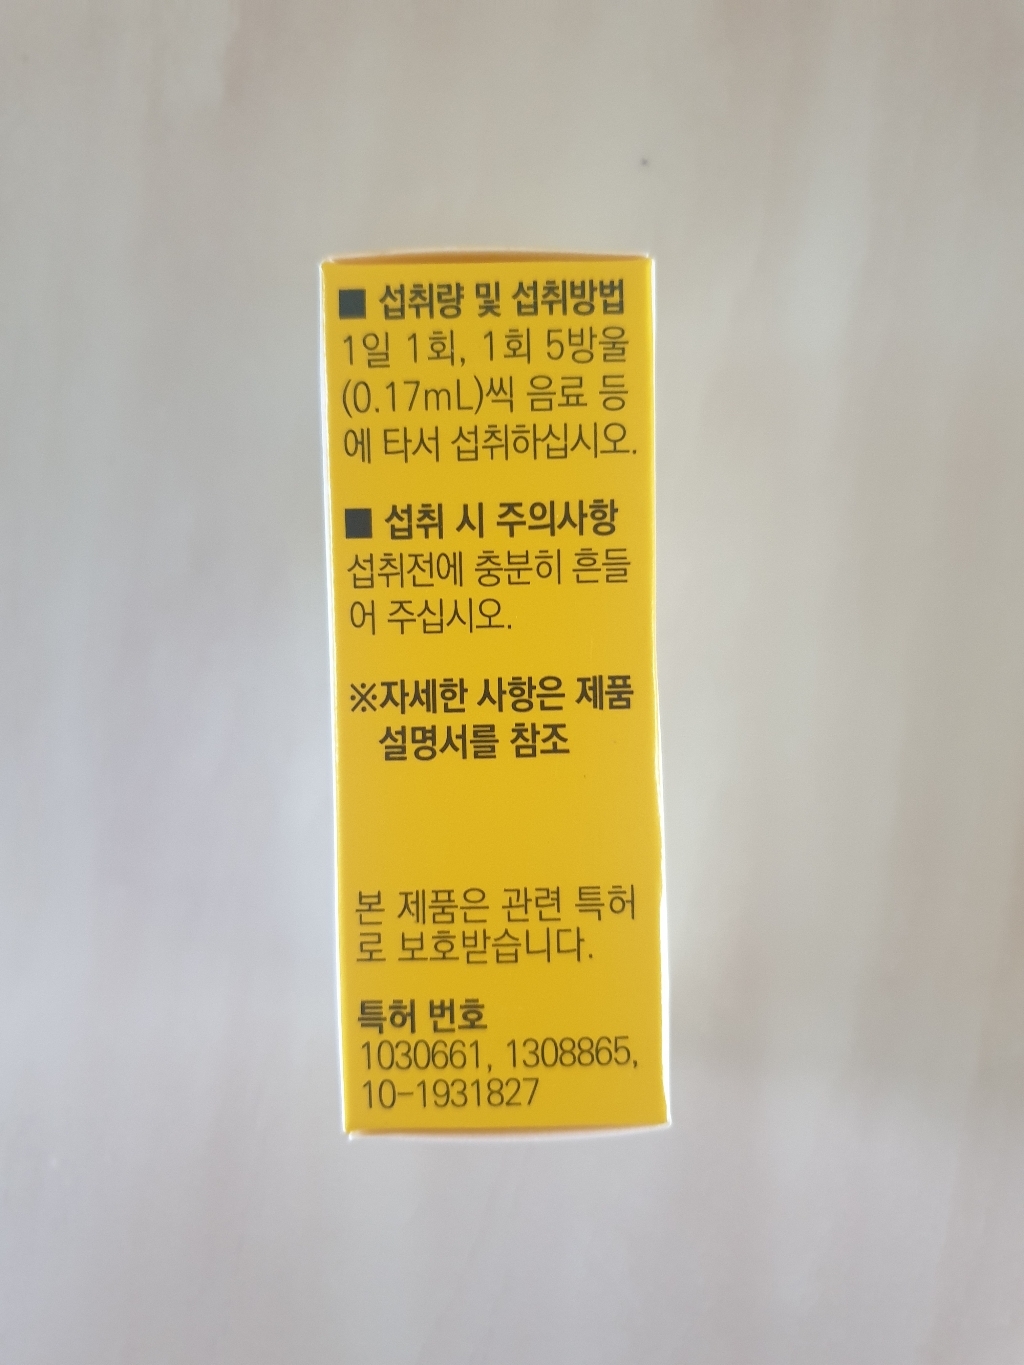 ■ 섭취량 및 섭취방법
1일 1회, 1회 5방울
(0.17mL)씩 음료 등
에 타서 섭취하십시오.
■ 섭취 시 주의사항
섭취전에 충분히 흔들
어 주십시오.
※자세한 사항은 제품
설명서를 참조
본 제품은 관련 특허
로 보호받습니다.
특허 번호
1030661, 1308865,
10-1931827